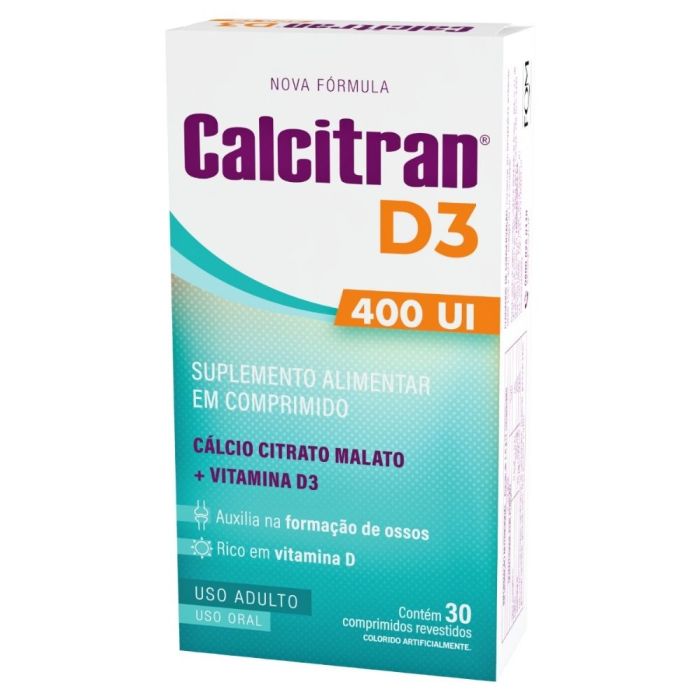 NOVA FÓRMULA
Calcitran®
D3
400 UI
SUPLEMENTO ALIMENTAR
EM COMPRIMIDO
CÁLCIO CITRATO MALATO
+ VITAMINA D3
Auxilia na formação de ossos
Rico em vitamina D
USO ADULTO
USO ORAL
Contém 30
comprimidos revestidos
COLORIDO ARTIFICIALMENTE.
FQM